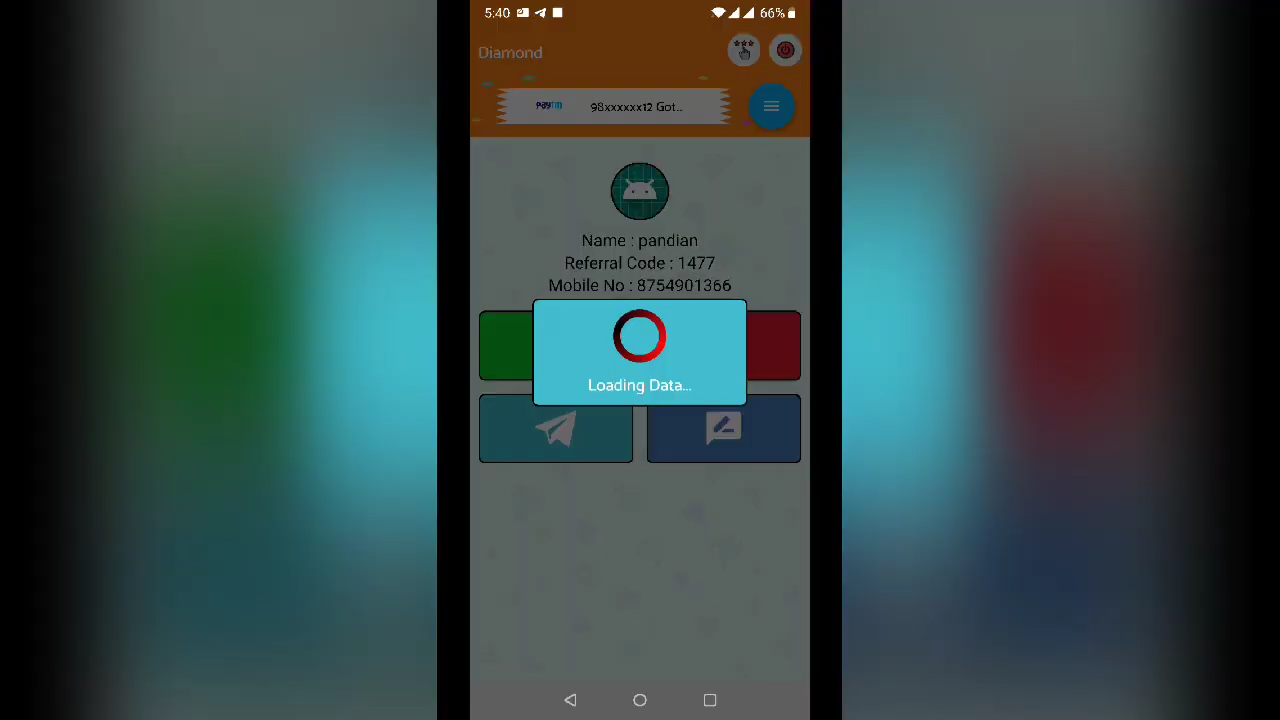 5:40
66%
Diamond
paytm 98xxxxxx12 Got..
Name : pandian
Referral Code : 1477
Mobile No : 8754901366
Loading Data...